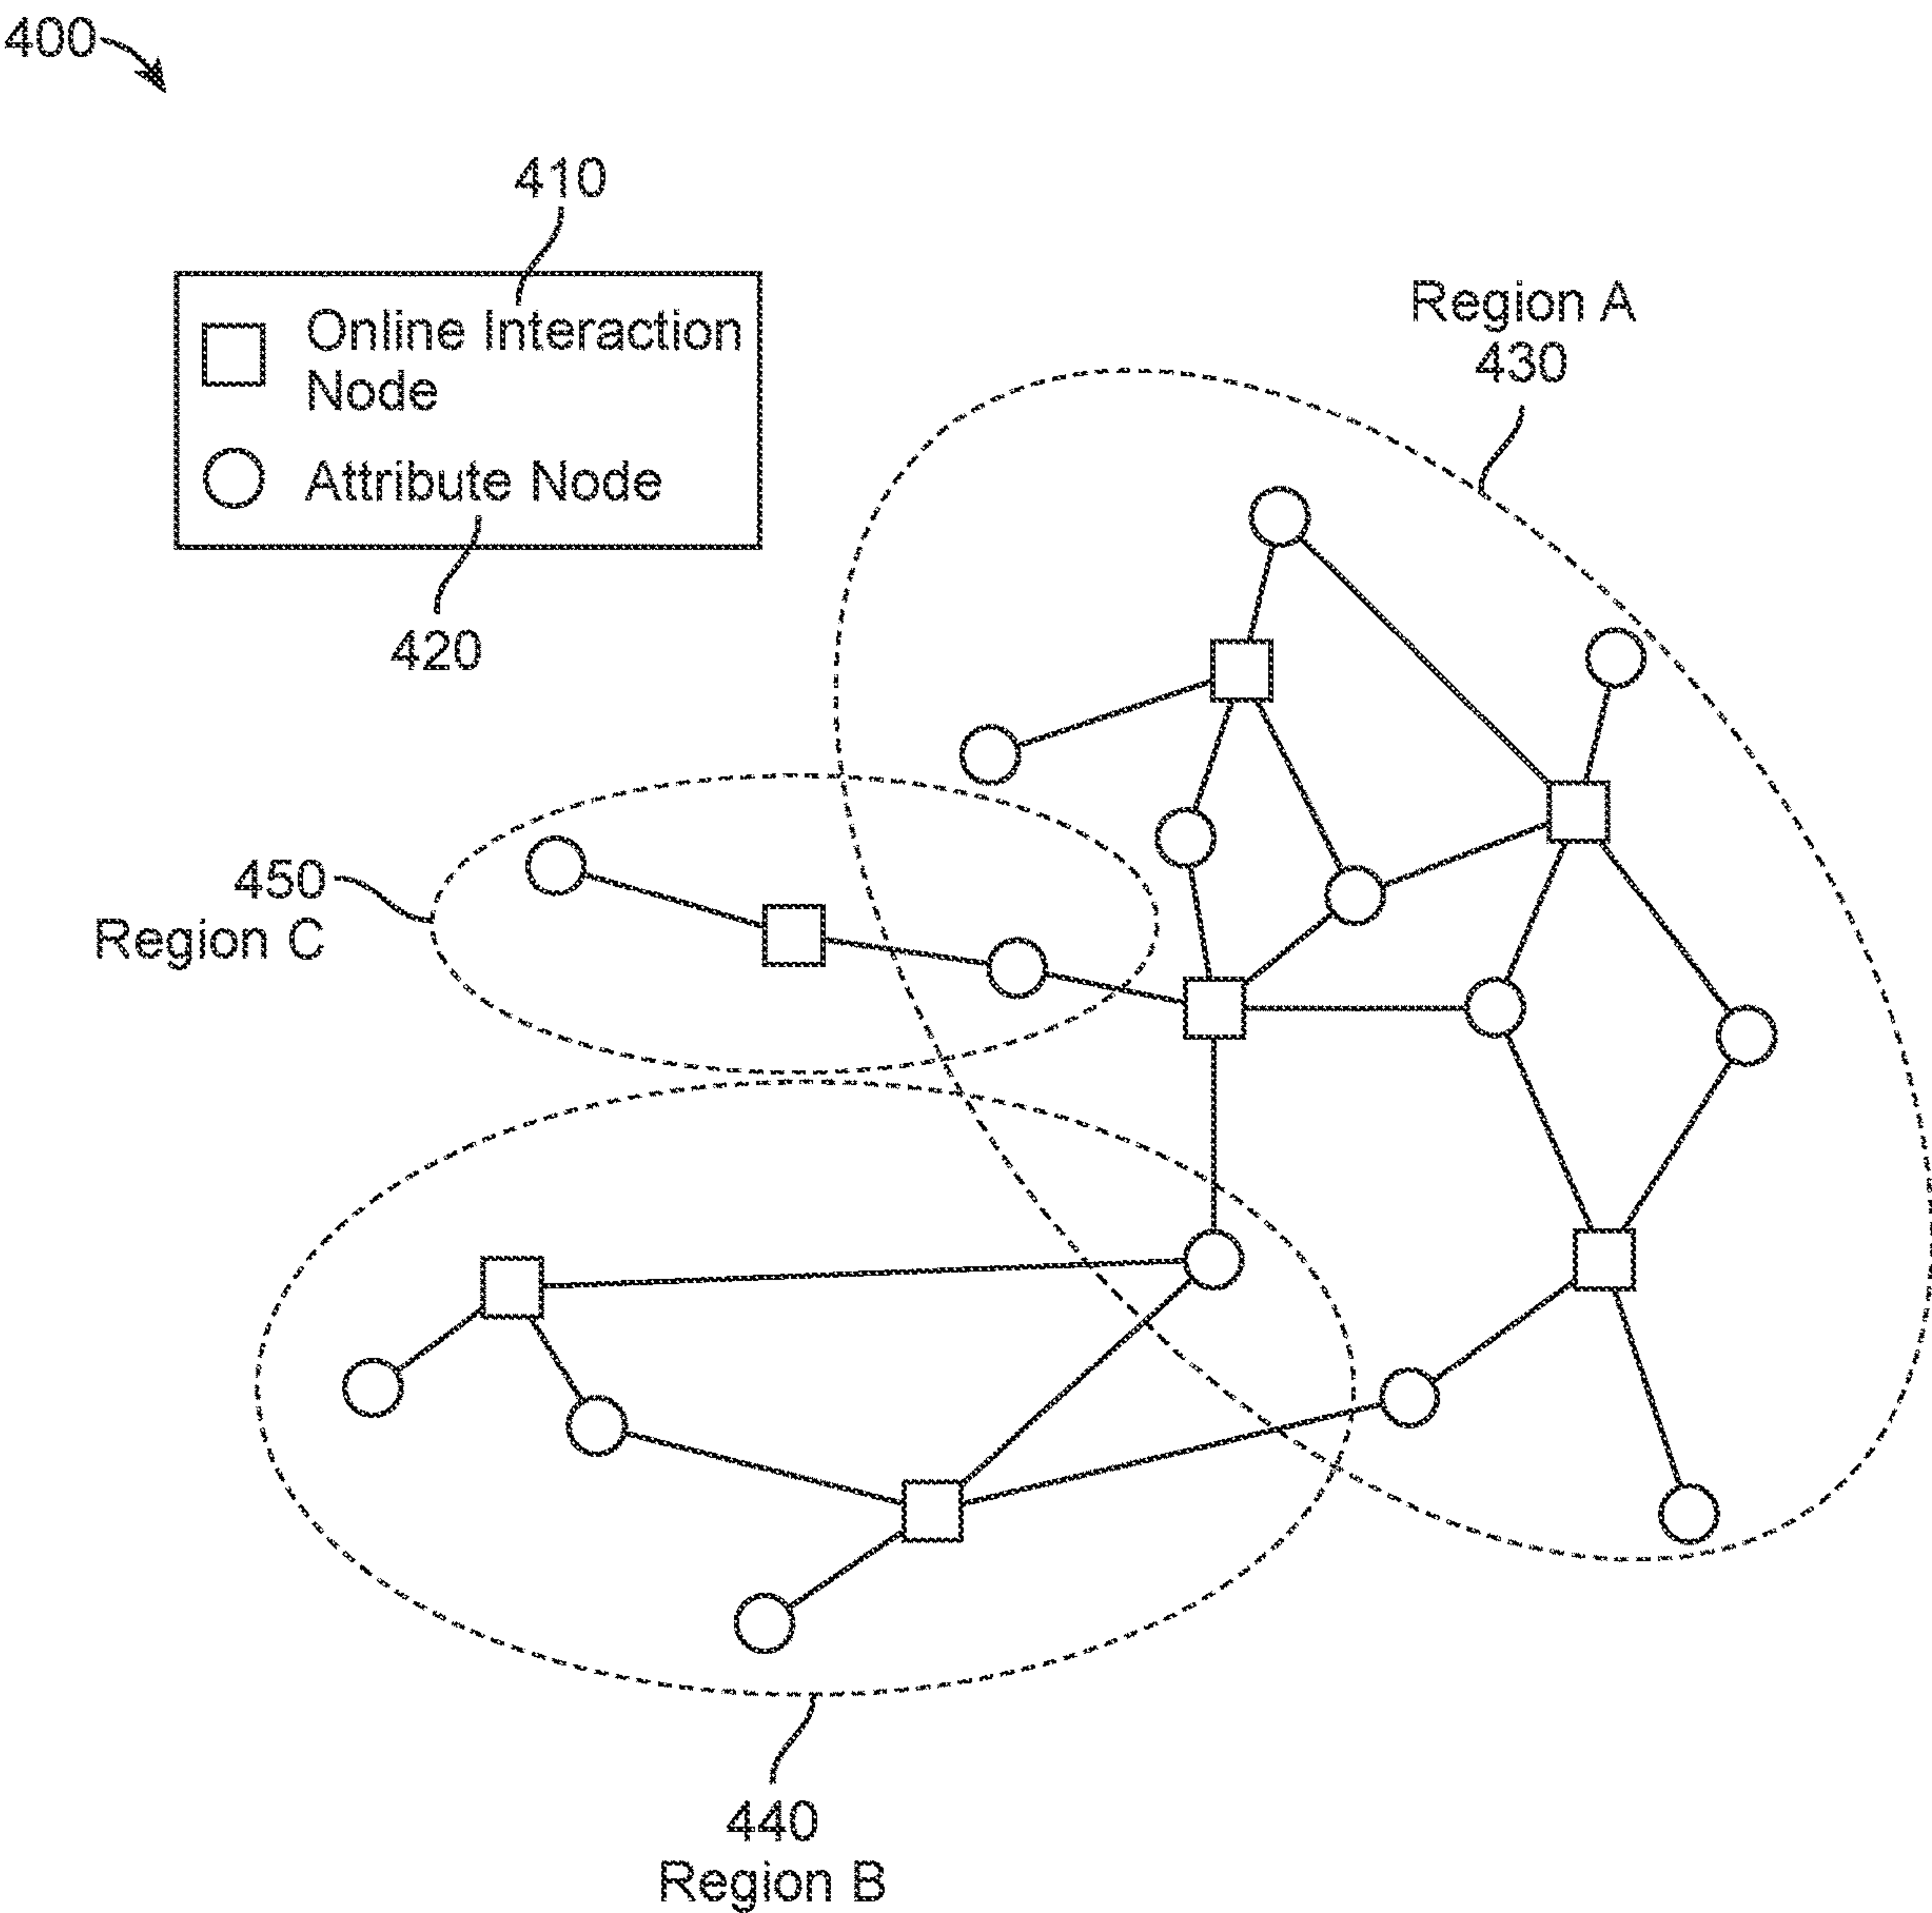 400
410
Online Interaction
Node
Attribute Node
420
Region A
430
450
Region C
440
Region B